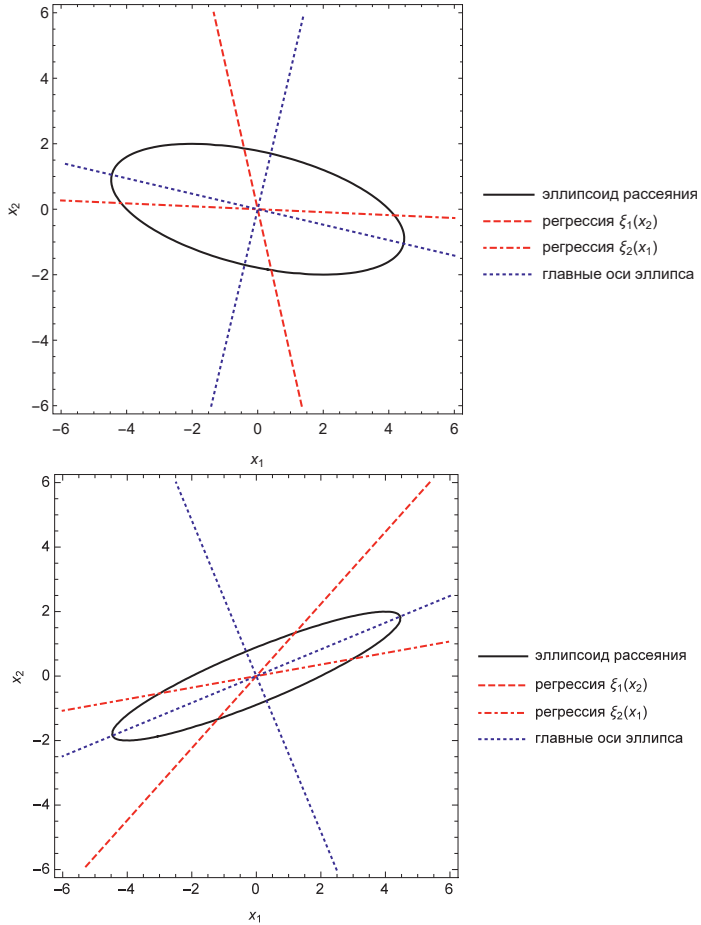 6
4
2
0
−2
−4
−6
x2
−6 −4 −2 0 2 4 6
x1
эллипсоид рассеяния
регрессия ξ1(x2)
регрессия ξ2(x1)
главные оси эллипса
6
4
2
0
−2
−4
−6
x2
−6 −4 −2 0 2 4 6
x1
эллипсоид рассеяния
регрессия ξ1(x2)
регрессия ξ2(x1)
главные оси эллипса